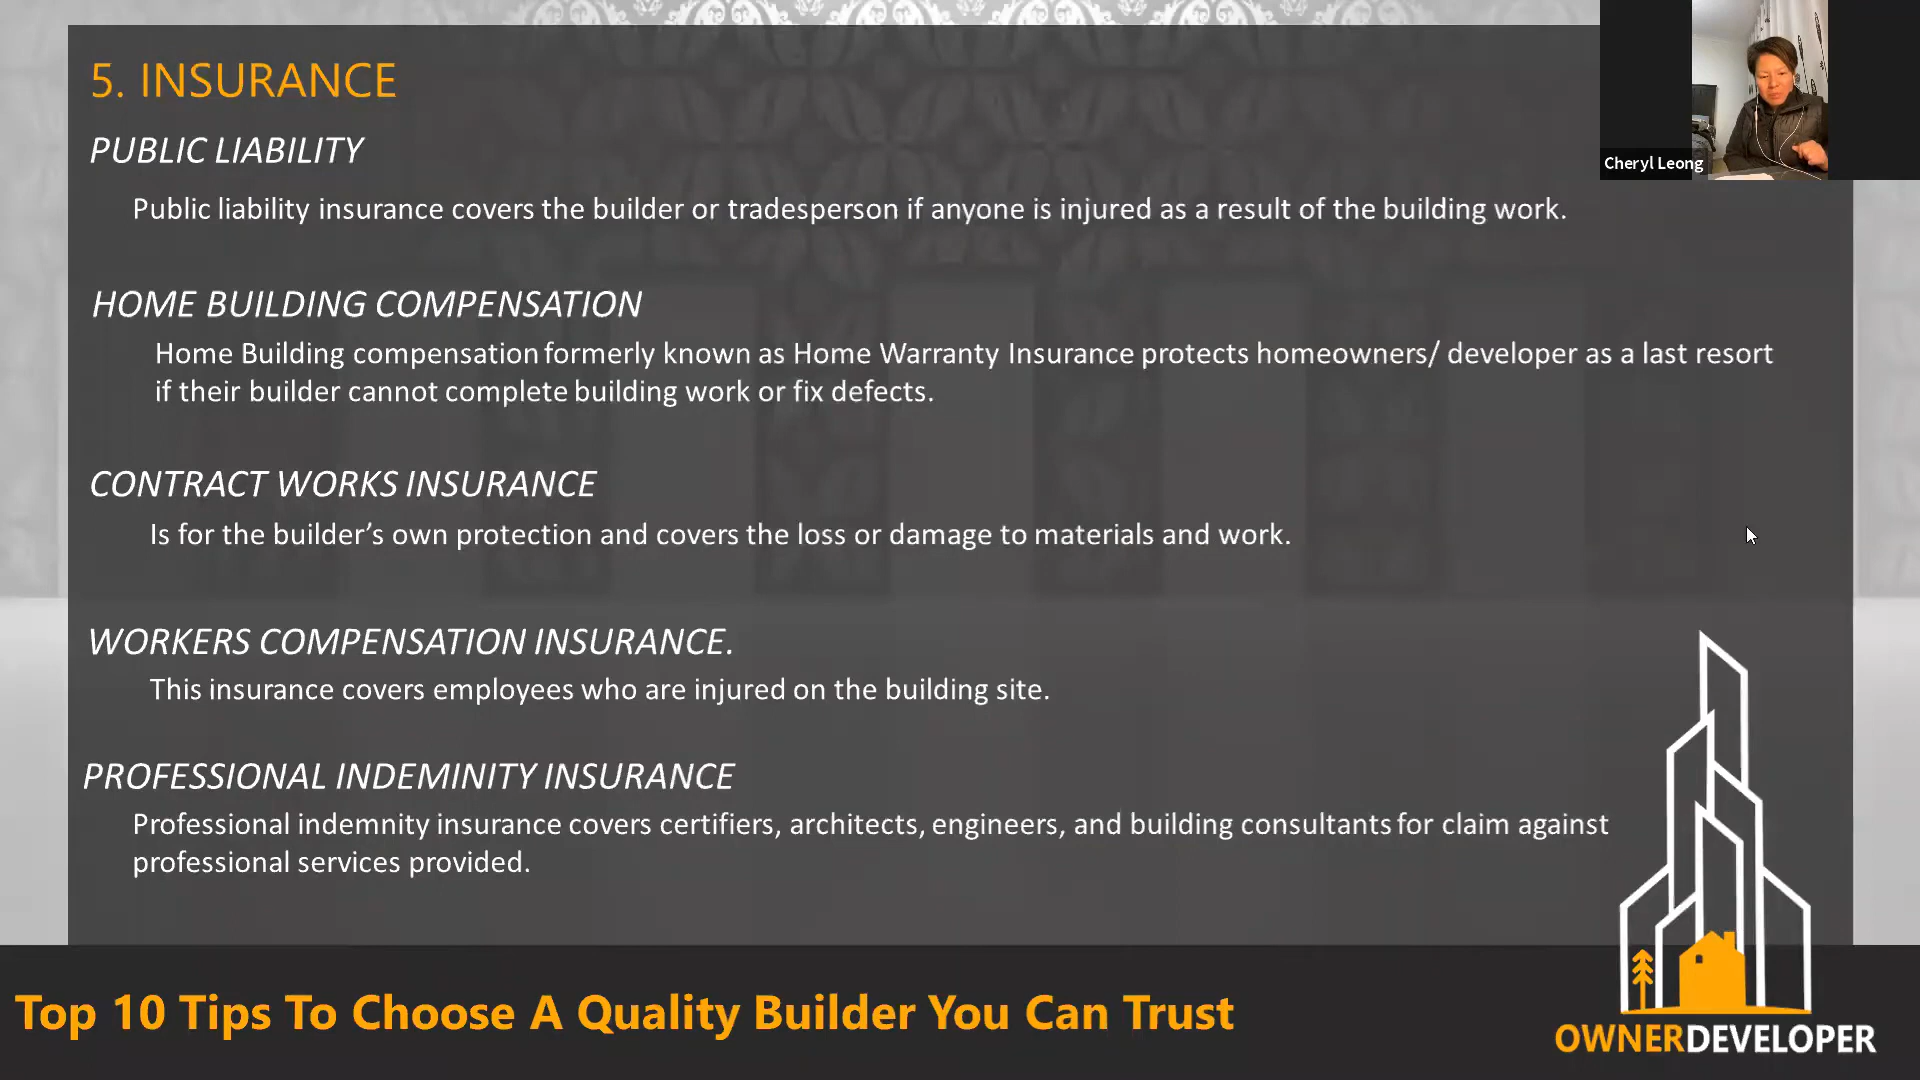 5. INSURANCE
PUBLIC LIABILITY
Public liability insurance covers the builder or tradesperson if anyone is injured as a result of the building work.
HOME BUILDING COMPENSATION
Home Building compensation formerly known as Home Warranty Insurance protects homeowners/ developer as a last resort
if their builder cannot complete building work or fix defects.
CONTRACT WORKS INSURANCE
Is for the builder’s own protection and covers the loss or damage to materials and work.
WORKERS COMPENSATION INSURANCE.
This insurance covers employees who are injured on the building site.
PROFESSIONAL INDEMINITY INSURANCE
Professional indemnity insurance covers certifiers, architects, engineers, and building consultants for claim against
professional services provided.
Cheryl Leong
Top 10 Tips To Choose A Quality Builder You Can Trust
OWNERDEVELOPER